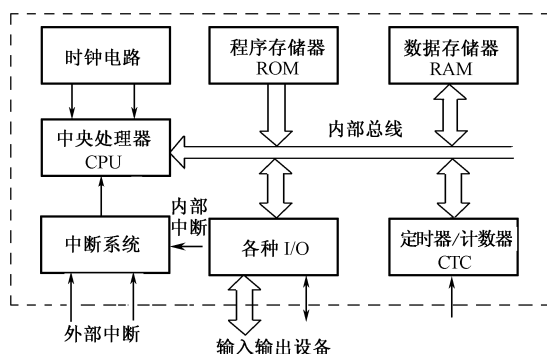 时钟电路
程序存储器
ROM
数据存储器
RAM
中央处理器
CPU
内部总线
中断系统
内部
中断
各种 I/O
定时器/计数器
CTC
外部中断
输入输出设备